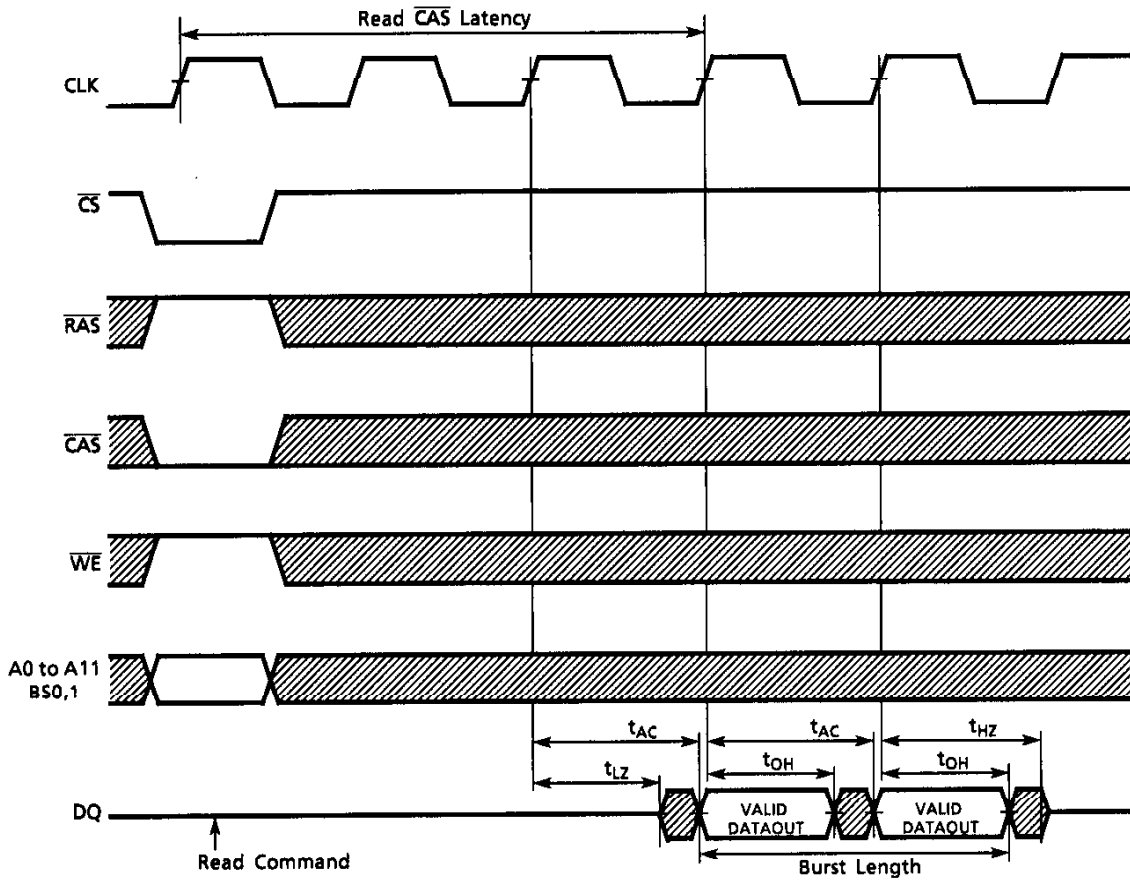 Read CAS Latency
CLK
CS
RAS
CAS
WE
A0 to A11
BS0,1
tAC
tAC
tHZ
tLZ
tOH
tOH
DQ
VALID
DATAOUT
VALID
DATAOUT
Read Command
Burst Length